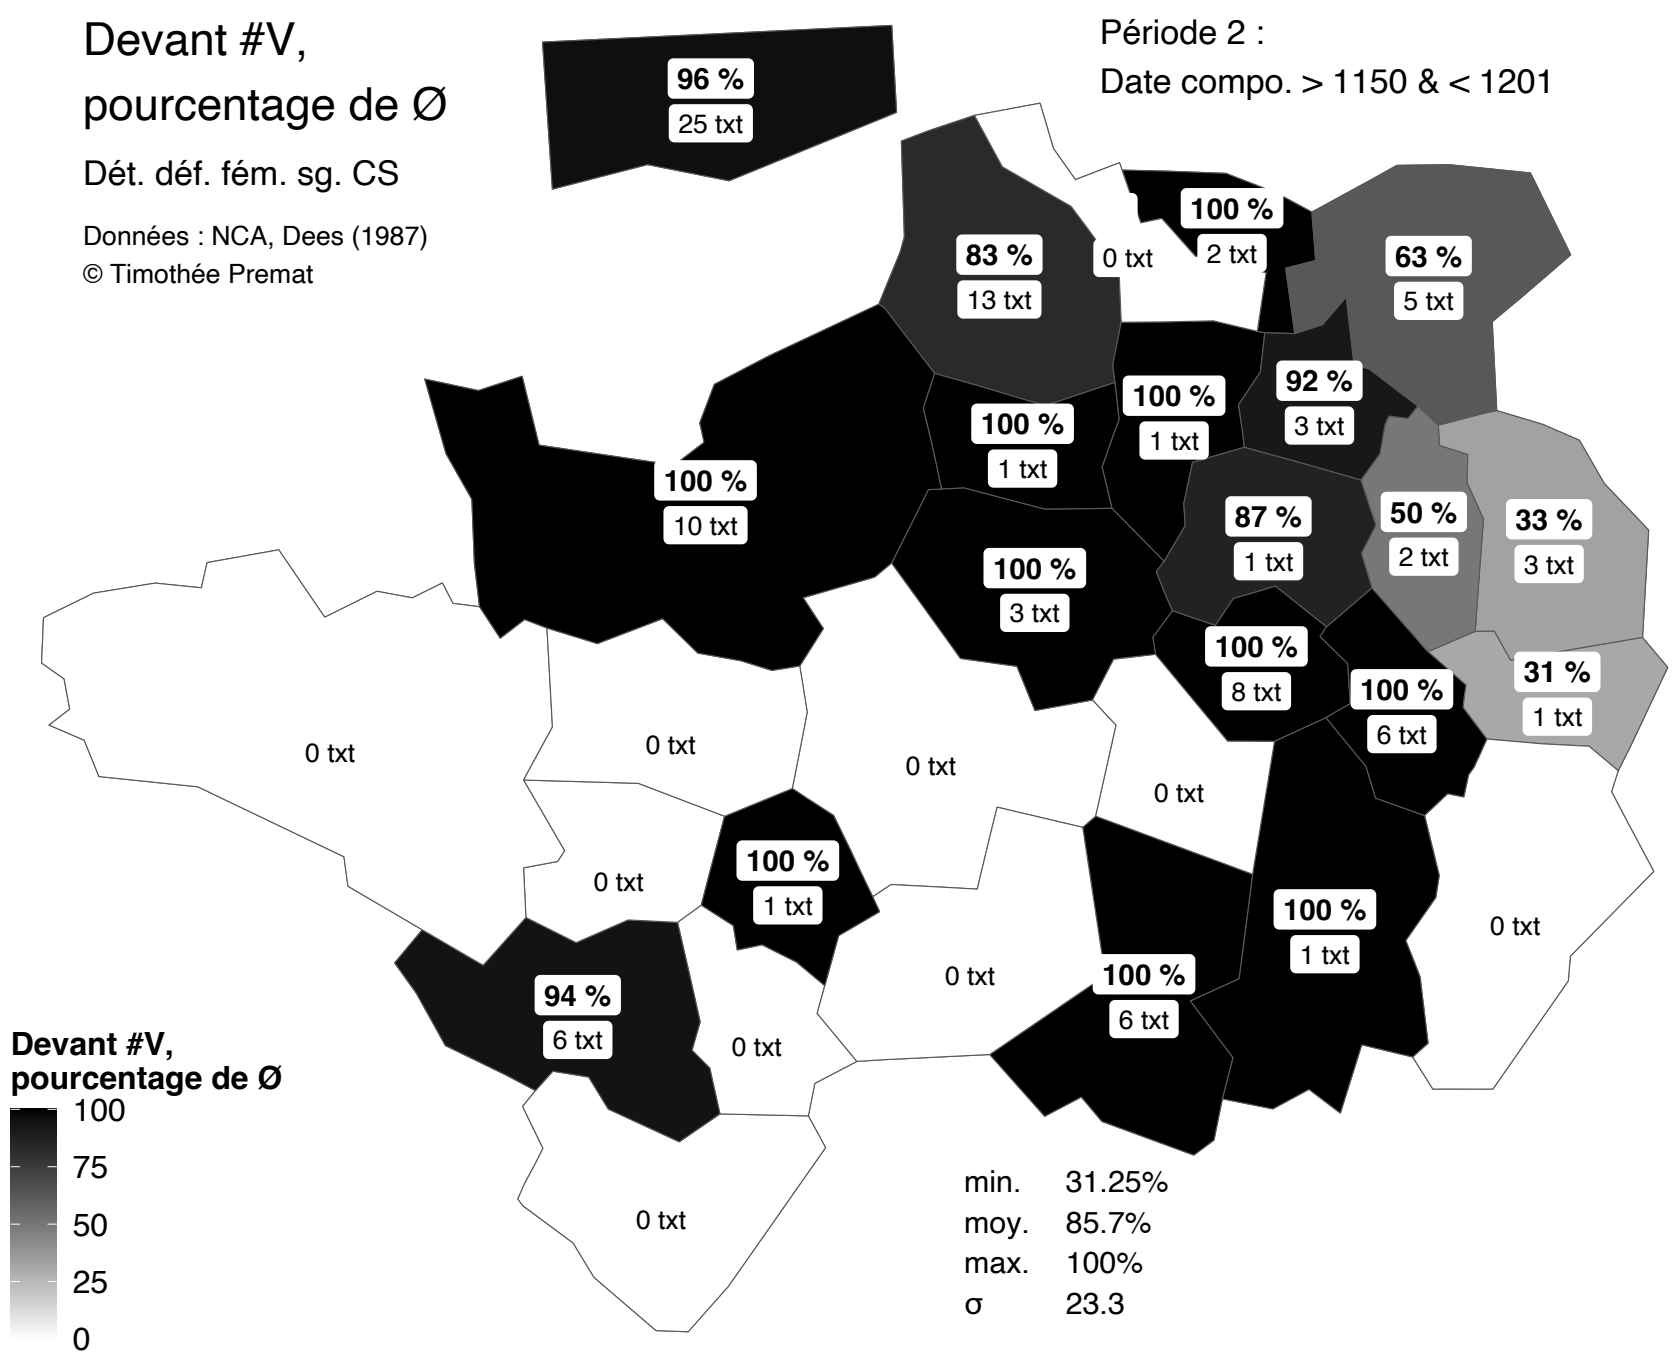 Devant #V,
pourcentage de Ø
Dét. déf. fém. sg. CS
Données : NCA, Dees (1987)
© Timothée Premat
Période 2 :
Date compo. > 1150 & < 1201
96 %
25 txt
100 %
2 txt
83 %
13 txt
0 txt
63 %
5 txt
92 %
3 txt
100 %
1 txt
100 %
1 txt
100 %
10 txt
87 %
1 txt
50 %
2 txt
33 %
3 txt
100 %
3 txt
100 %
8 txt
100 %
6 txt
31 %
1 txt
0 txt
0 txt
0 txt
0 txt
0 txt
100 %
1 txt
100 %
1 txt
0 txt
0 txt
100 %
6 txt
94 %
6 txt
0 txt
0 txt
Devant #V,
pourcentage de Ø
100
75
50
25
0
min. 31.25%
moy. 85.7%
max. 100%
σ 23.3